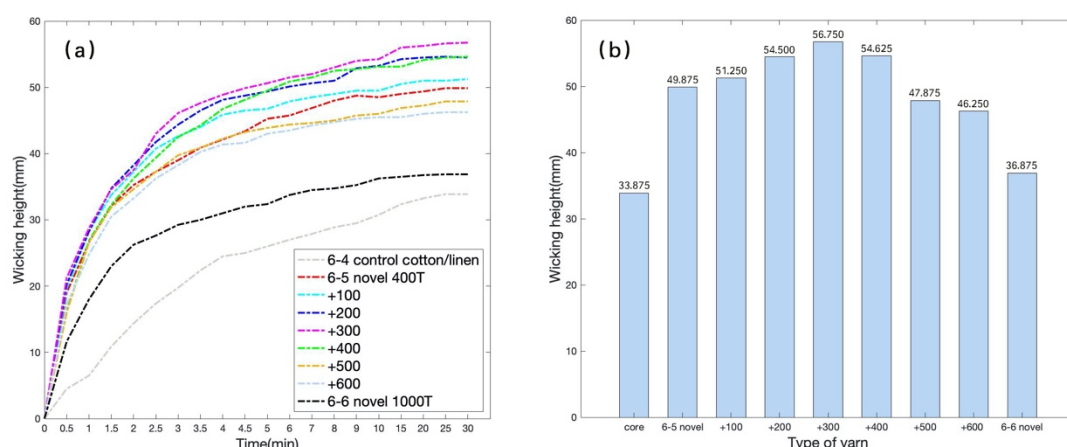 (a)
Wicking height(mm)
60
50
40
30
20
10
0
0 0.5 1 1.5 2 2.5 3 3.5 4 4.5 5 6 7 8 9 10 15 20 25 30
Time(min)
6-4 control cotton/linen
6-5 novel 400T
+100
+200
+300
+400
+500
+600
6-6 novel 1000T
(b)
Wicking height(mm)
60
50
40
30
20
10
0
33.875
49.875
51.250
54.500
56.750
54.625
47.875
46.250
36.875
core 6-5 novel +100 +200 +300 +400 +500 +600 6-6 novel
Type of yarn